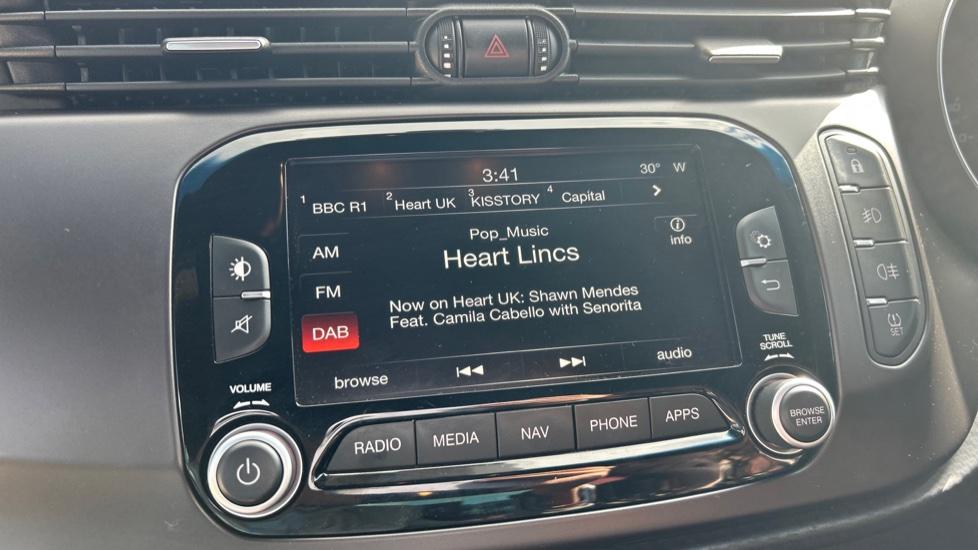 3:41
30° W
1 BBC R1 2 Heart UK 3 KISSTORY 4 Capital >
AM
Pop_Music
info
Heart Lincs
FM
Now on Heart UK: Shawn Mendes
Feat. Camila Cabello with Senorita
DAB
browse
audio
VOLUME
TUNE
SCROLL
RADIO
MEDIA
NAV
PHONE
APPS
BROWSE
ENTER
SET